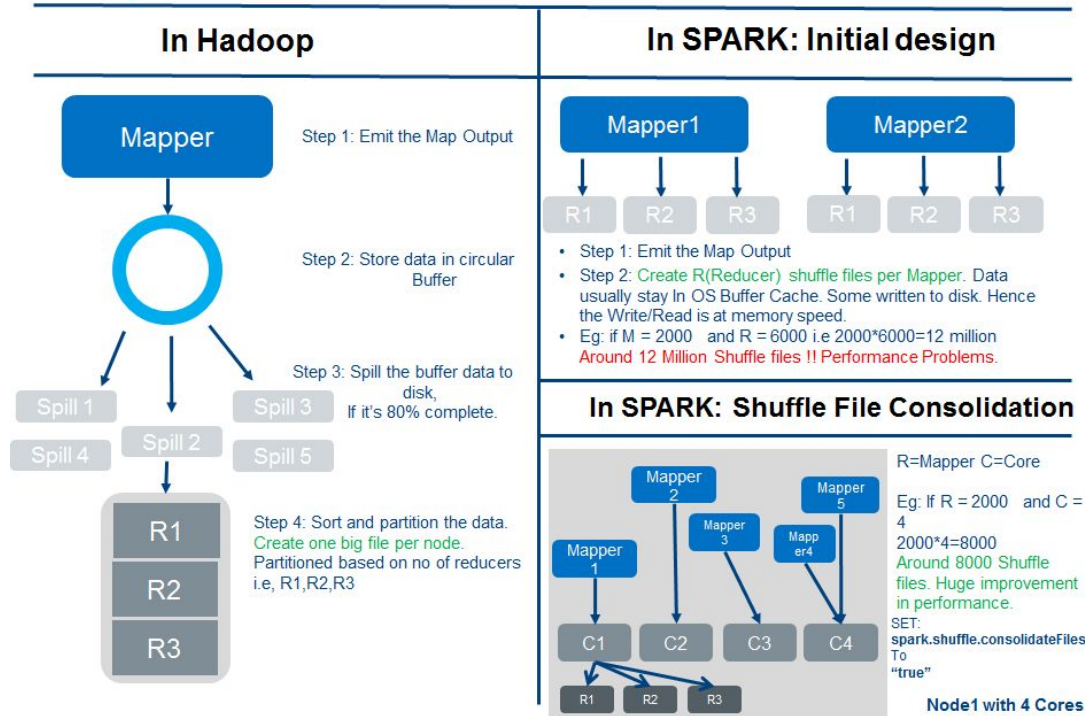 In Hadoop
Mapper
Step 1: Emit the Map Output
Step 2: Store data in circular
Buffer
Step 3: Spill the buffer data to
disk,
If it's 80% complete.
Spill 1
Spill 2
Spill 3
Spill 4
Spill 5
R1
R2
R3
Step 4: Sort and partition the data.
Create one big file per node.
Partitioned based on no of reducers
i.e, R1,R2,R3
In SPARK: Initial design
Mapper1
Mapper2
R1
R2
R3
R1
R2
R3
• Step 1: Emit the Map Output
• Step 2: Create R(Reducer) shuffle files per Mapper. Data
usually stay In OS Buffer Cache. Some written to disk. Hence
the Write/Read is at memory speed.
• Eg: if M = 2000 and R = 6000 i.e 2000*6000=12 million
Around 12 Million Shuffle files !! Performance Problems.
In SPARK: Shuffle File Consolidation
Mapper
1
Mapper
2
Mapper
3
Mapp
er4
Mapper
5
C1
C2
C3
C4
R1
R2
R3
R=Mapper C=Core
Eg: If R = 2000 and C =
4
2000*4=8000
Around 8000 Shuffle
files. Huge improvement
in performance.
SET:
spark.shuffle.consolidateFiles
To
“true”
Node1 with 4 Cores